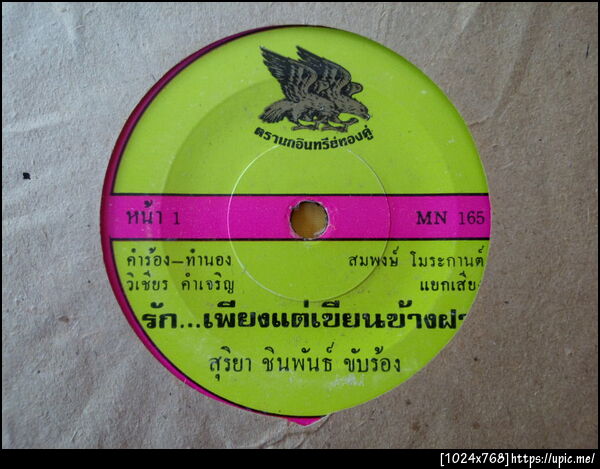 ตรานกอินทรีย์ทองคู่
หน้า 1 MN 165
คำร้อง–ทำนอง สมพงษ์ โมระกานต์
วิเชียร คำเจริญ แยกเสีย
รัก...เพียงแต่เขียนข้างฝา
สุริยา ชินพันธ์ ขับร้อง
[1024x768]https://upic.me/